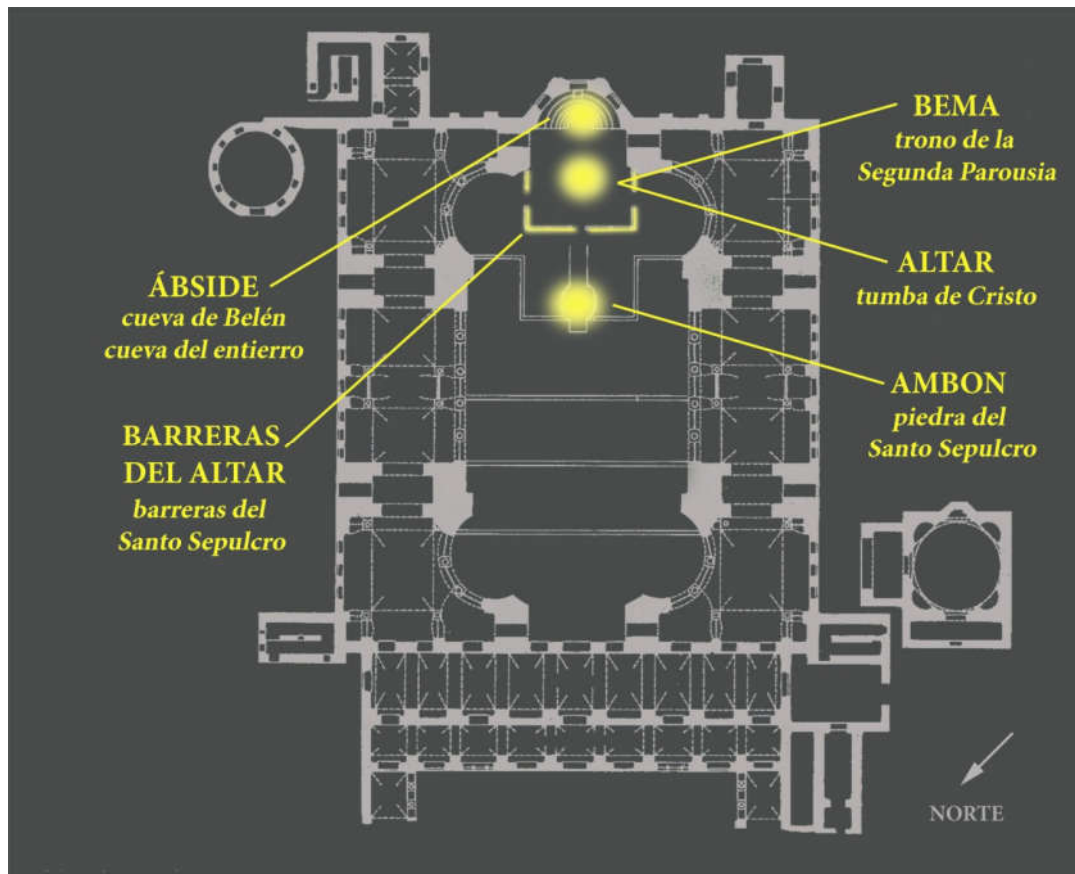 BEMA
trono de la
Segunda Parousia
ÁBSIDE
cueva de Belén
cueva del entierro
ALTAR
tumba de Cristo
AMBON
piedra del
Santo Sepulcro
BARRERAS
DEL ALTAR
barreras del
Santo Sepulcro
NORTE